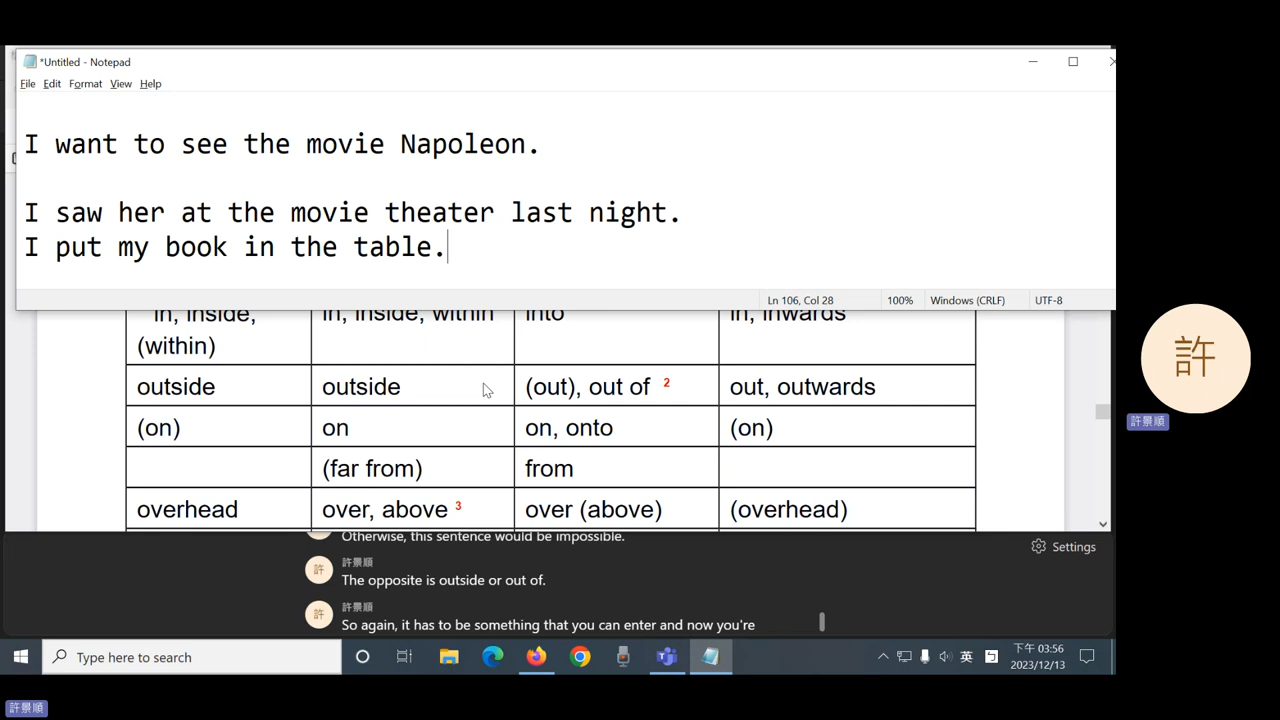 *Untitled - Notepad
File Edit Format View Help
I want to see the movie Napoleon.
I saw her at the movie theater last night.
I put my book in the table.
Ln 106, Col 28 100% Windows (CRLF) UTF-8
in, inside, in, inside, within into in, inwards
(within)
outside outside (out), out of 2 out, outwards
(on) on on, onto (on)
(far from) from
overhead over, above 3 over (above) (overhead)
許
許景順
Otherwise, this sentence would be impossible.
Settings
許景順
許 The opposite is outside or out of.
許景順
許 So again, it has to be something that you can enter and now you're
Type here to search
英
下午 03:56
2023/12/13
許景順